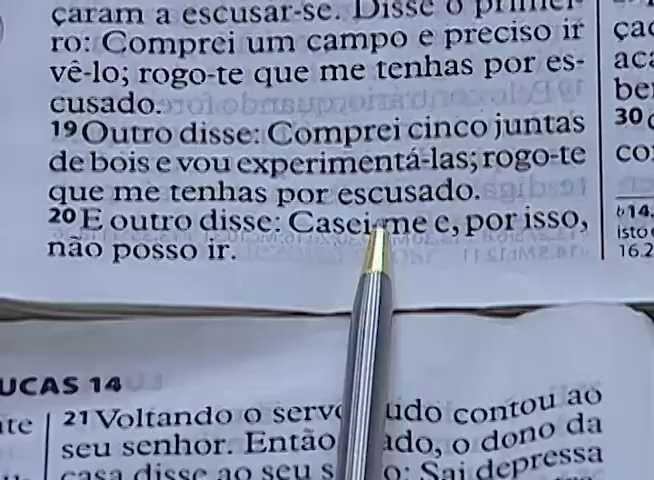 çaram a escusar-se. Disse o primei-
ro: Comprei um campo e preciso ir
vê-lo; rogo-te que me tenhas por es-
cusado.
19 Outro disse: Comprei cinco juntas
de bois e vou experimentá-las; rogo-te
que me tenhas por escusado.
20 E outro disse: Casei-me e, por isso,
não posso ir.
30
b 14.
isto
16.2
UCAS 14
21 Voltando o servo udo contou ao
seu senhor. Então ado, o dono da
casa disse ao seu s o: Sai depressa